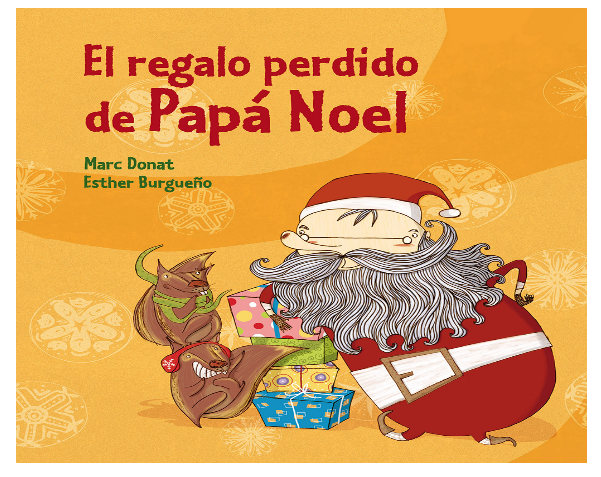 El regalo perdido
de Papá Noel
Marc Donat
Esther Burgueño